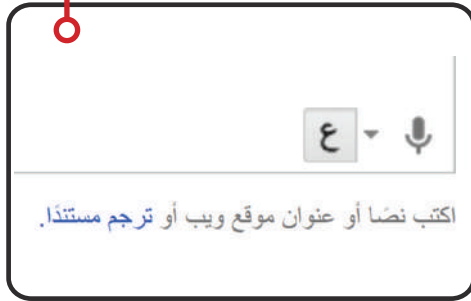 ع
اكتب نصًا أو عنوان موقع ويب أو ترجم مستندًا.